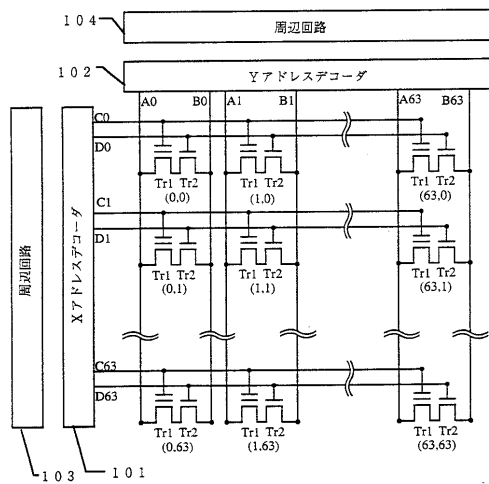 104
周辺回路
102
Yアドレスデコーダ
A0 B0 A1 B1 A63 B63
C0
D0
Tr1 Tr2 Tr1 Tr2 Tr1 Tr2
(0,0) (1,0) (63,0)
C1
D1
Tr1 Tr2 Tr1 Tr2 Tr1 Tr2
(0,1) (1,1) (63,1)
周辺回路
Xアドレスデコーダ
C63
D63
Tr1 Tr2 Tr1 Tr2 Tr1 Tr2
(0,63) (1,63) (63,63)
103
101